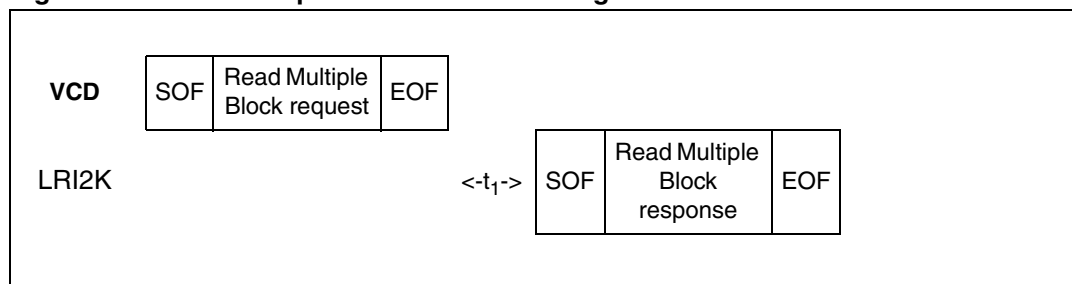 VCD
SOF
Read Multiple
Block request
EOF
LRI2K
<-t1->
SOF
Read Multiple
Block
response
EOF